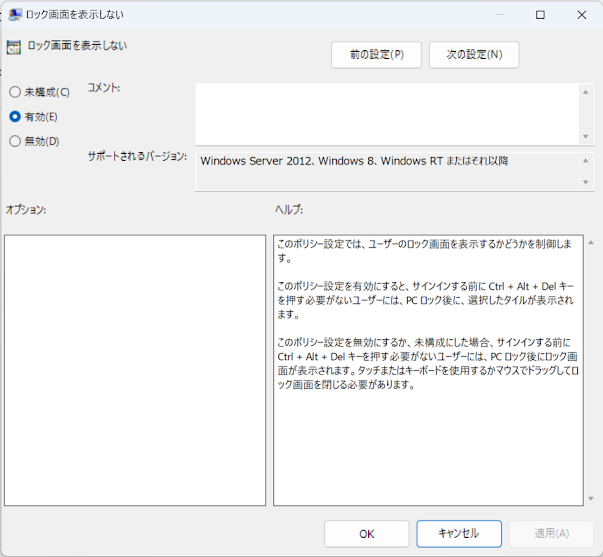 ロック画面を表示しない
ロック画面を表示しない
前の設定(P)
次の設定(N)
未構成(C)
有効(E)
無効(D)
コメント:
サポートされるバージョン:
Windows Server 2012、Windows 8、Windows RT またはそれ以降
オプション:
ヘルプ:
このポリシー設定では、ユーザーのロック画面を表示するかどうかを制御しま
す。
このポリシー設定を有効にすると、サインインする前に Ctrl + Alt + Del キー
を押す必要がないユーザーには、PC ロック後に、選択したタイルが表示され
ます。
このポリシー設定を無効にするか、未構成にした場合、サインインする前に
Ctrl + Alt + Del キーを押す必要がないユーザーには、PC ロック後にロック画
面が表示されます。タッチまたはキーボードを使用するかマウスでドラッグしてロ
ック画面を閉じる必要があります。
OK
キャンセル
適用(A)